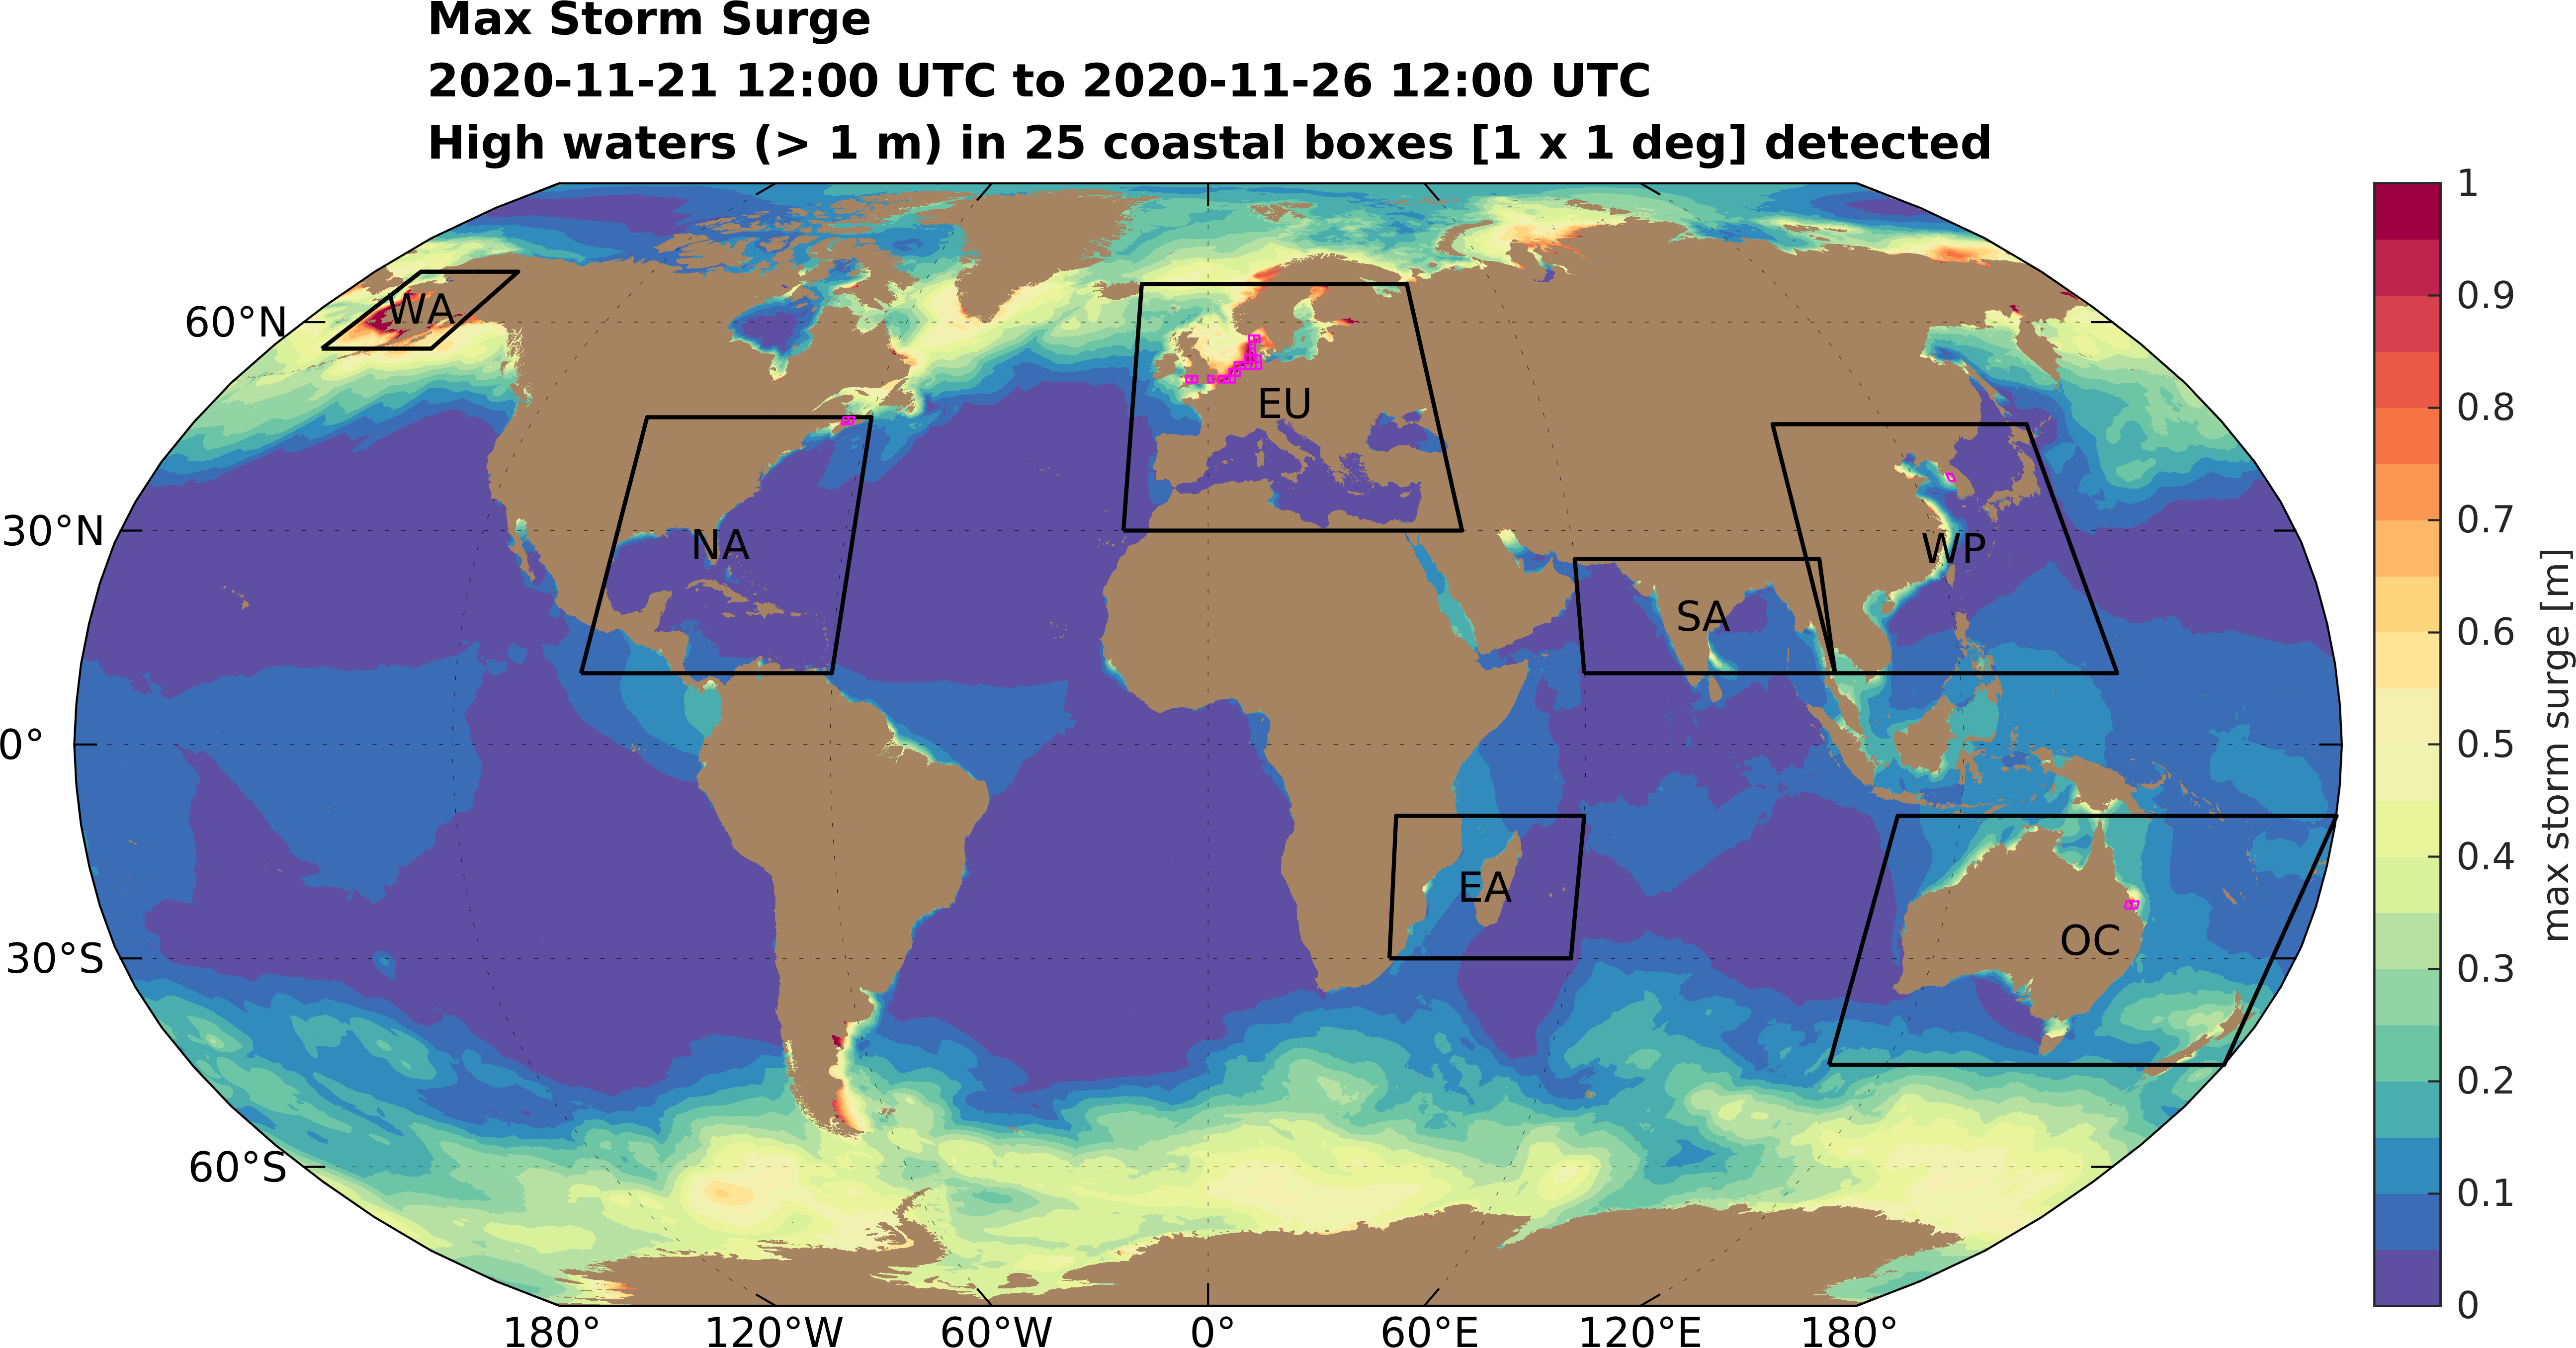 Max Storm Surge
2020-11-21 12:00 UTC to 2020-11-26 12:00 UTC
High waters (> 1 m) in 25 coastal boxes [1 x 1 deg] detected
60°N
30°N
0°
30°S
60°S
WA
NA
EU
SA
WP
EA
OC
180°
120°W
60°W
0°
60°E
120°E
180°
1
0.9
0.8
0.7
0.6
0.5
0.4
0.3
0.2
0.1
0
max storm surge [m]